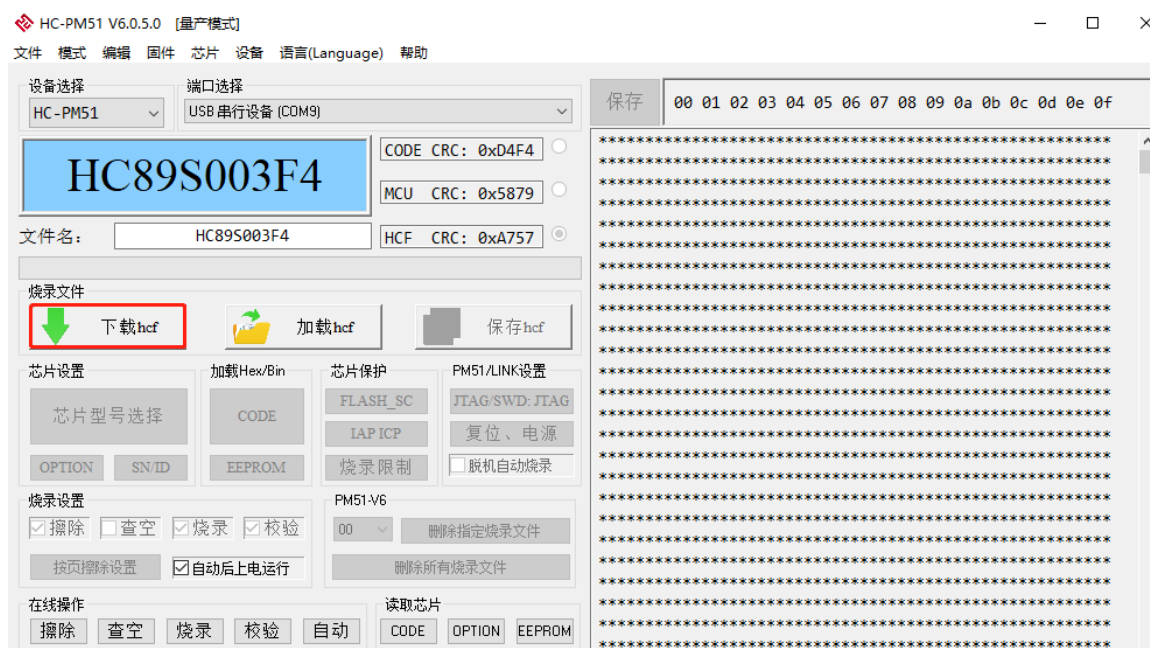 HC-PM51 V6.0.5.0 [量产模式]
文件 模式 编辑 固件 芯片 设备 语言(Language) 帮助
设备选择 端口选择
HC-PM51 USB 串行设备 (COM9)
保存 00 01 02 03 04 05 06 07 08 09 0a 0b 0c 0d 0e 0f
HC89S003F4
CODE CRC: 0xD4F4
MCU CRC: 0x5879
文件名: HC89S003F4
HCF CRC: 0xA757
烧录文件
下载hcf 加载hcf 保存hcf
芯片设置 加载Hex/Bin 芯片保护 PM51/LINK设置
芯片型号选择 CODE FLASH_SC JTAG/SWD: JTAG
IAP ICP 复位、电源
OPTION SN/ID EEPROM 烧录限制 脱机自动烧录
烧录设置 PM51-V6
擦除 查空 烧录 校验 00 删除指定烧录文件
按页擦除设置 自动后上电运行 删除所有烧录文件
在线操作 读取芯片
擦除 查空 烧录 校验 自动 CODE OPTION EEPROM